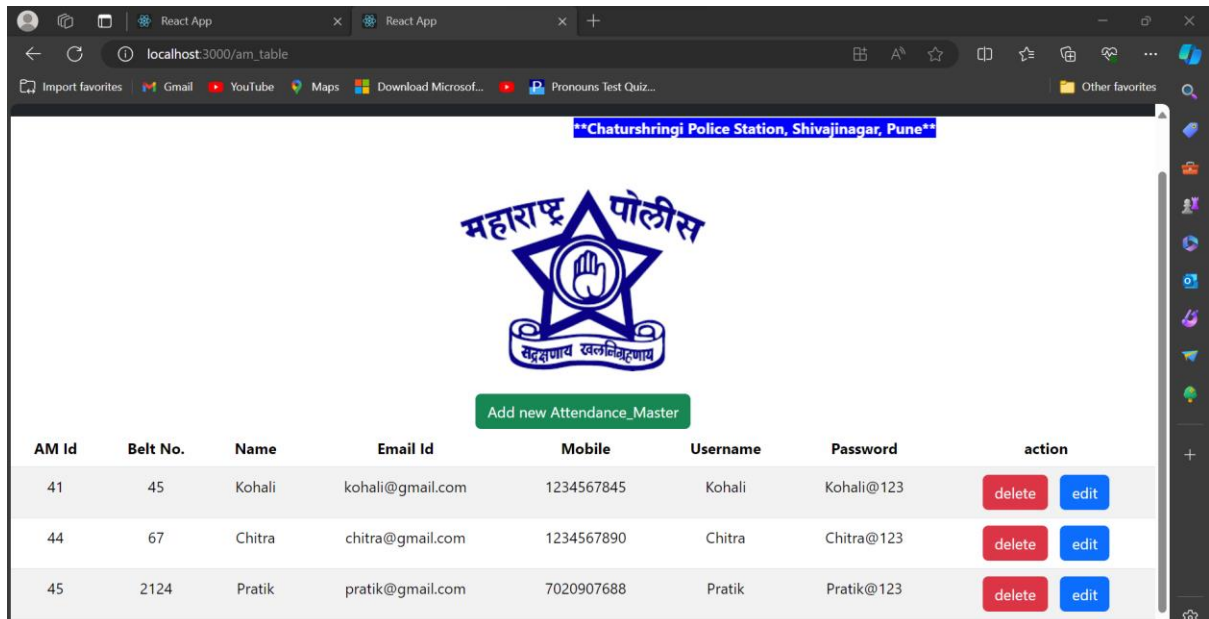 React App
React App
localhost:3000/am_table
Import favorites Gmail YouTube Maps Download Microsof... Pronouns Test Quiz... Other favorites
**Chaturshringi Police Station, Shivajinagar, Pune**
महाराष्ट्र पोलीस
सद्रक्षणाय खलनिग्रहणाय
Add new Attendance_Master
AM Id Belt No. Name Email Id Mobile Username Password action
41 45 Kohali kohali@gmail.com 1234567845 Kohali Kohali@123 delete edit
44 67 Chitra chitra@gmail.com 1234567890 Chitra Chitra@123 delete edit
45 2124 Pratik pratik@gmail.com 7020907688 Pratik Pratik@123 delete edit